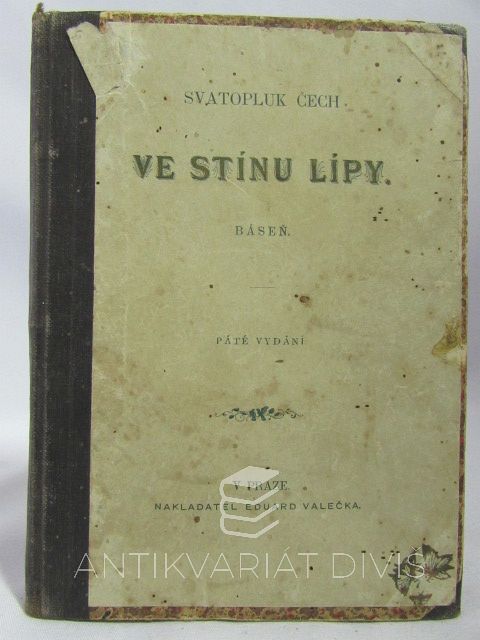 SVATOPLUK ČECH
VE STÍNU LÍPY.
BÁSEŇ.
PÁTÉ VYDÁNÍ
V PRAZE.
NAKLADATEL EDUARD VALEČKA.
ANTIKVARIÁT DIVIŠ